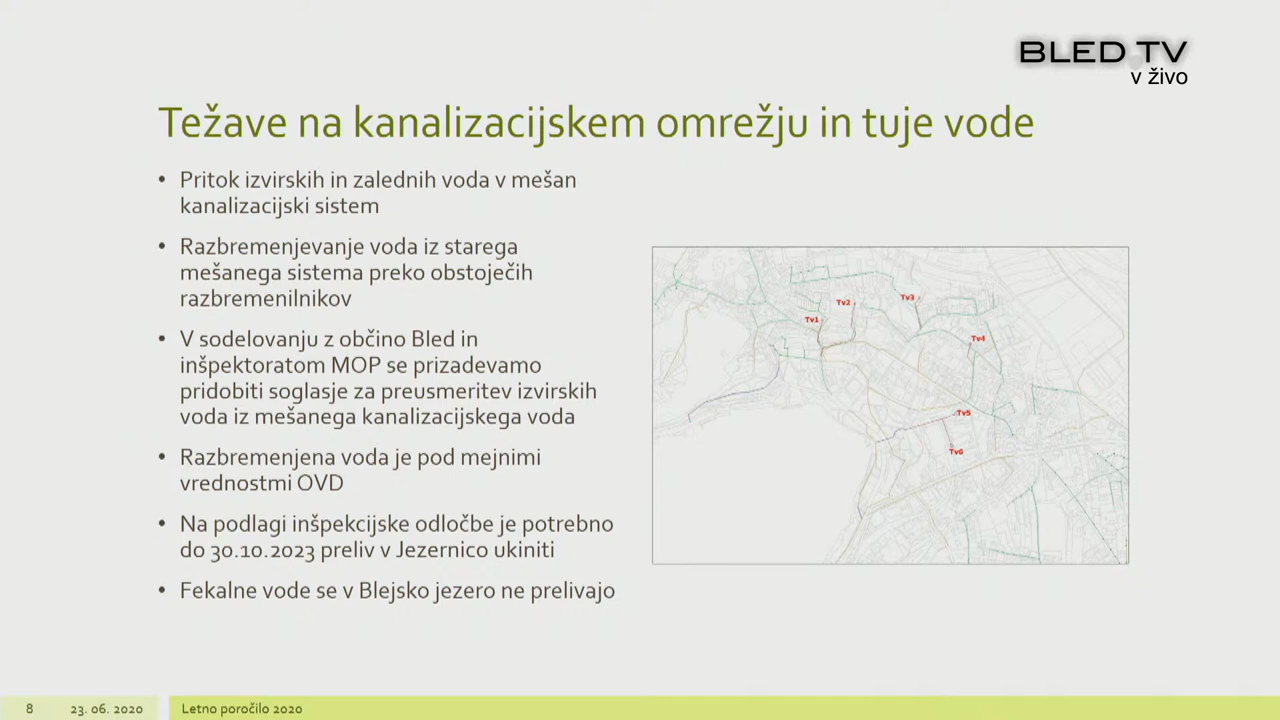 BLED.TV
v živo
Težave na kanalizacijskem omrežju in tuje vode
• Pritok izvirskih in zalednih voda v mešan
kanalizacijski sistem
• Razbremenjevanje voda iz starega
mešanega sistema preko obstoječih
razbremenilnikov
• V sodelovanju z občino Bled in
inšpektoratom MOP se prizadevamo
pridobiti soglasje za preusmeritev izvirskih
voda iz mešanega kanalizacijskega voda
• Razbremenjena voda je pod mejnimi
vrednostmi OVD
• Na podlagi inšpekcijske odločbe je potrebno
do 30.10.2023 preliv v Jezernico ukiniti
• Fekalne vode se v Blejsko jezero ne prelivajo
Tv1
Tv2
Tv3
Tv4
Tv5
Tv6
8
23. 06. 2020
Letno poročilo 2020